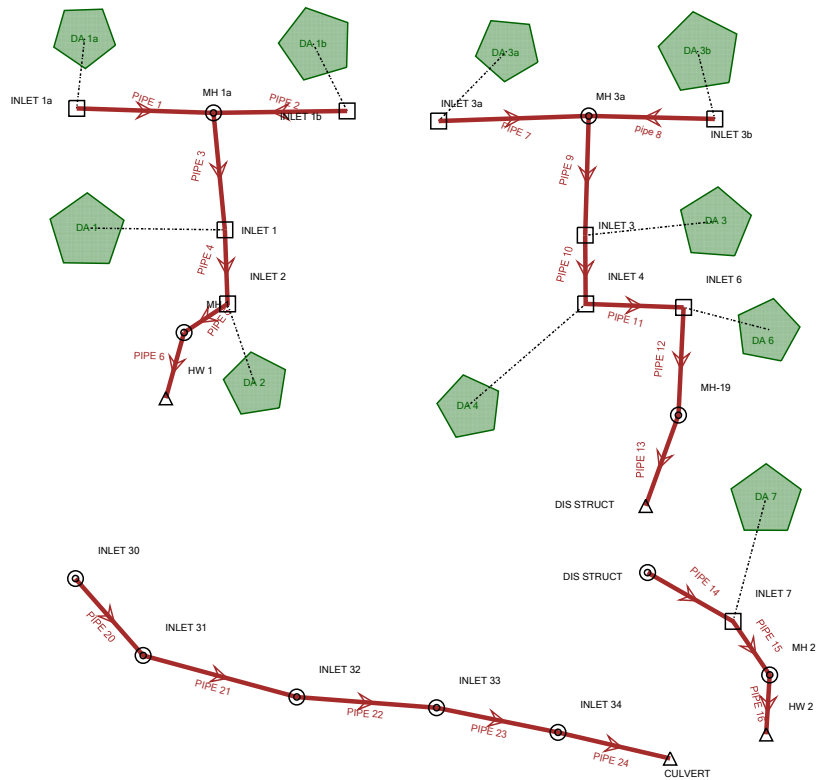 DA 1a
DA 1b
DA 3a
DA 3b
INLET 1a
PIPE 1
MH 1a
PIPE 2
INLET 1b
INLET 3a
PIPE 7
MH 3a
pipe 8
INLET 3b
PIPE 3
PIPE 9
DA 1
INLET 1
INLET 3
DA 3
PIPE 4
INLET 2
PIPE 10
INLET 4
INLET 6
MH 1
PIPE
PIPE 11
PIPE 12
DA 6
PIPE 6
HW 1
DA 2
DA 4
MH-19
PIPE 13
DIS STRUCT
DA 7
INLET 30
DIS STRUCT
PIPE 14
INLET 7
PIPE 20
INLET 31
PIPE 15
MH 2
PIPE 21
INLET 32
INLET 33
PIPE 16
HW 2
PIPE 22
PIPE 23
INLET 34
PIPE 24
CULVERT